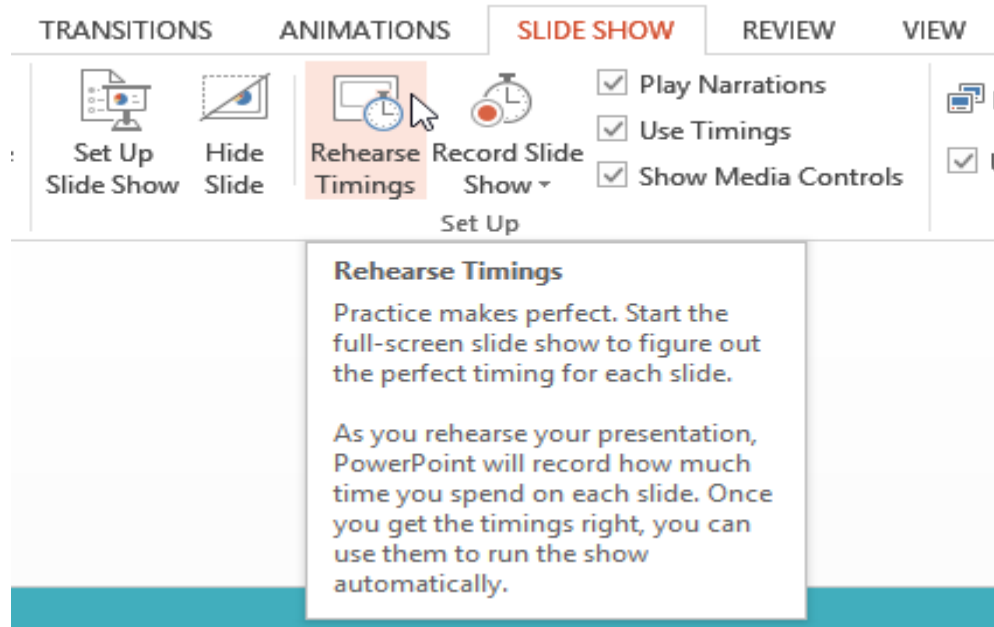 TRANSITIONS ANIMATIONS SLIDE SHOW REVIEW VIEW
Set Up Slide Show
Hide Slide
Rehearse Timings
Record Slide Show
Play Narrations
Use Timings
Show Media Controls
Set Up
Rehearse Timings
Practice makes perfect. Start the
full-screen slide show to figure out
the perfect timing for each slide.
As you rehearse your presentation,
PowerPoint will record how much
time you spend on each slide. Once
you get the timings right, you can
use them to run the show
automatically.